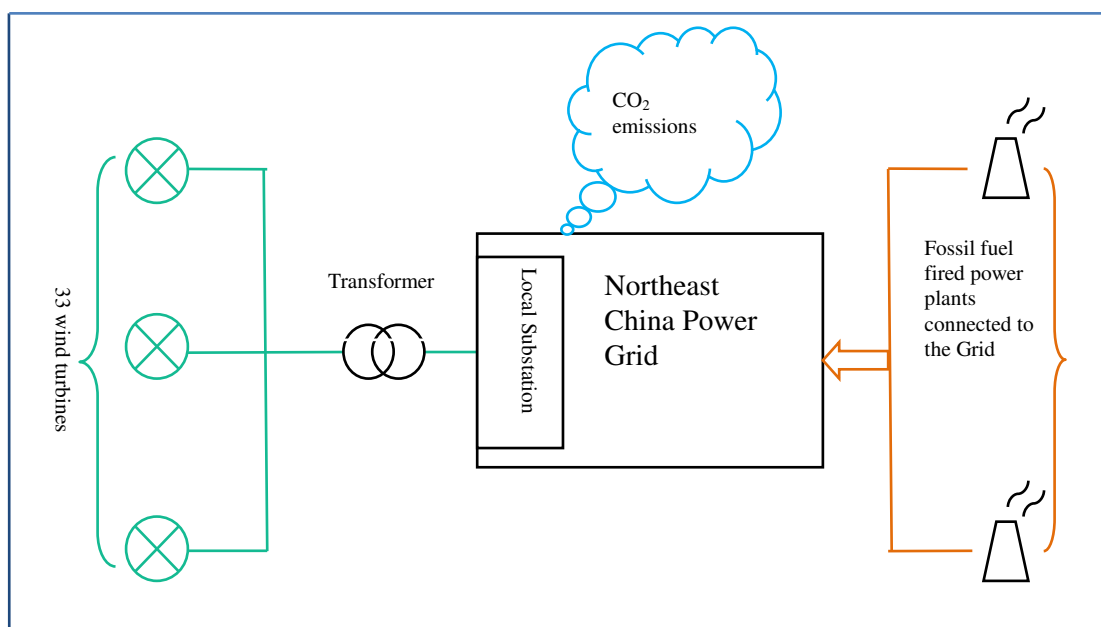 CO₂
emissions
33 wind turbines
Transformer
Local Substation
Northeast
China Power
Grid
Fossil fuel
fired power
plants
connected to
the Grid